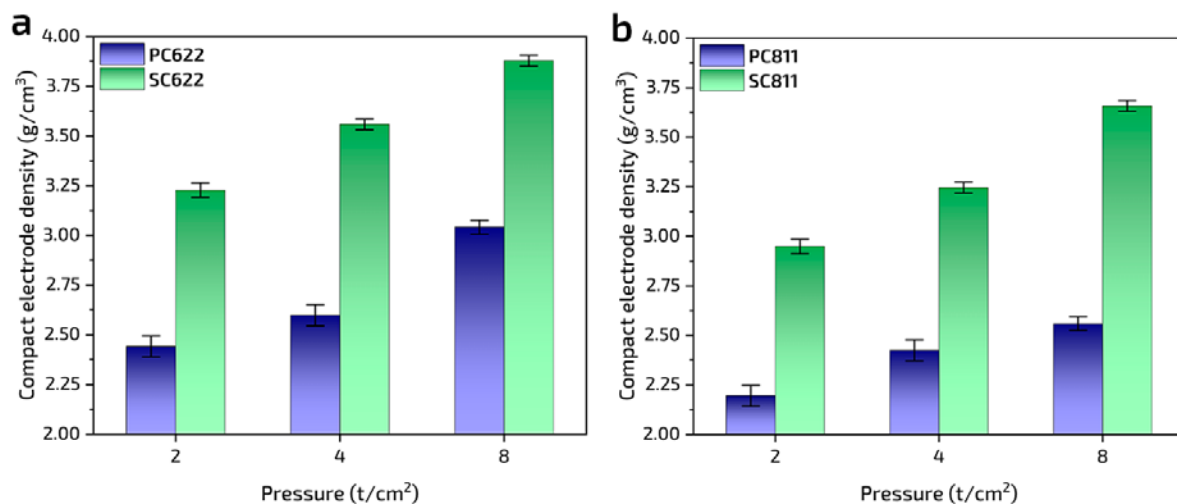 a
PC622
SC622
Compact electrode density (g/cm³)
4.00
3.75
3.50
3.25
3.00
2.75
2.50
2.25
2.00
2
4
8
Pressure (t/cm²)
b
PC811
SC811
Compact electrode density (g/cm³)
4.00
3.75
3.50
3.25
3.00
2.75
2.50
2.25
2.00
2
4
8
Pressure (t/cm²)